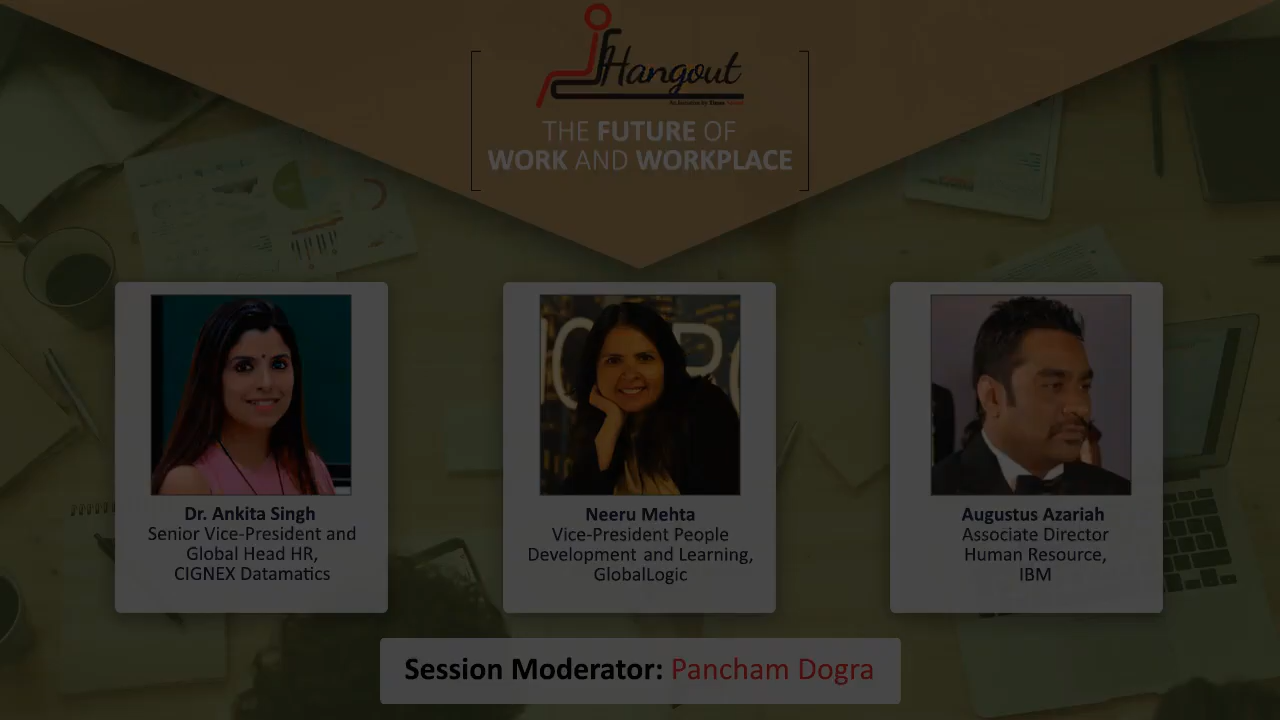 Hangout
THE FUTURE OF
WORK AND WORKPLACE
Dr. Ankita Singh
Senior Vice-President and
Global Head HR,
CIGNEX Datamatics
Neeru Mehta
Vice-President People
Development and Learning,
GlobalLogic
Augustus Azariah
Associate Director
Human Resource,
IBM
Session Moderator: Pancham Dogra